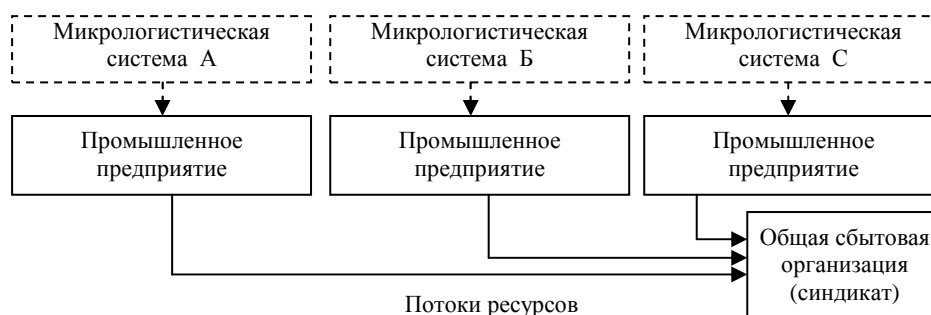 Микрологистическая
система А
Микрологистическая
система Б
Микрологистическая
система С
Промышленное
предприятие
Промышленное
предприятие
Промышленное
предприятие
Общая сбытовая
организация
(синдикат)
Потоки ресурсов